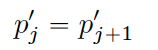 p′_j = p′_{j+1}